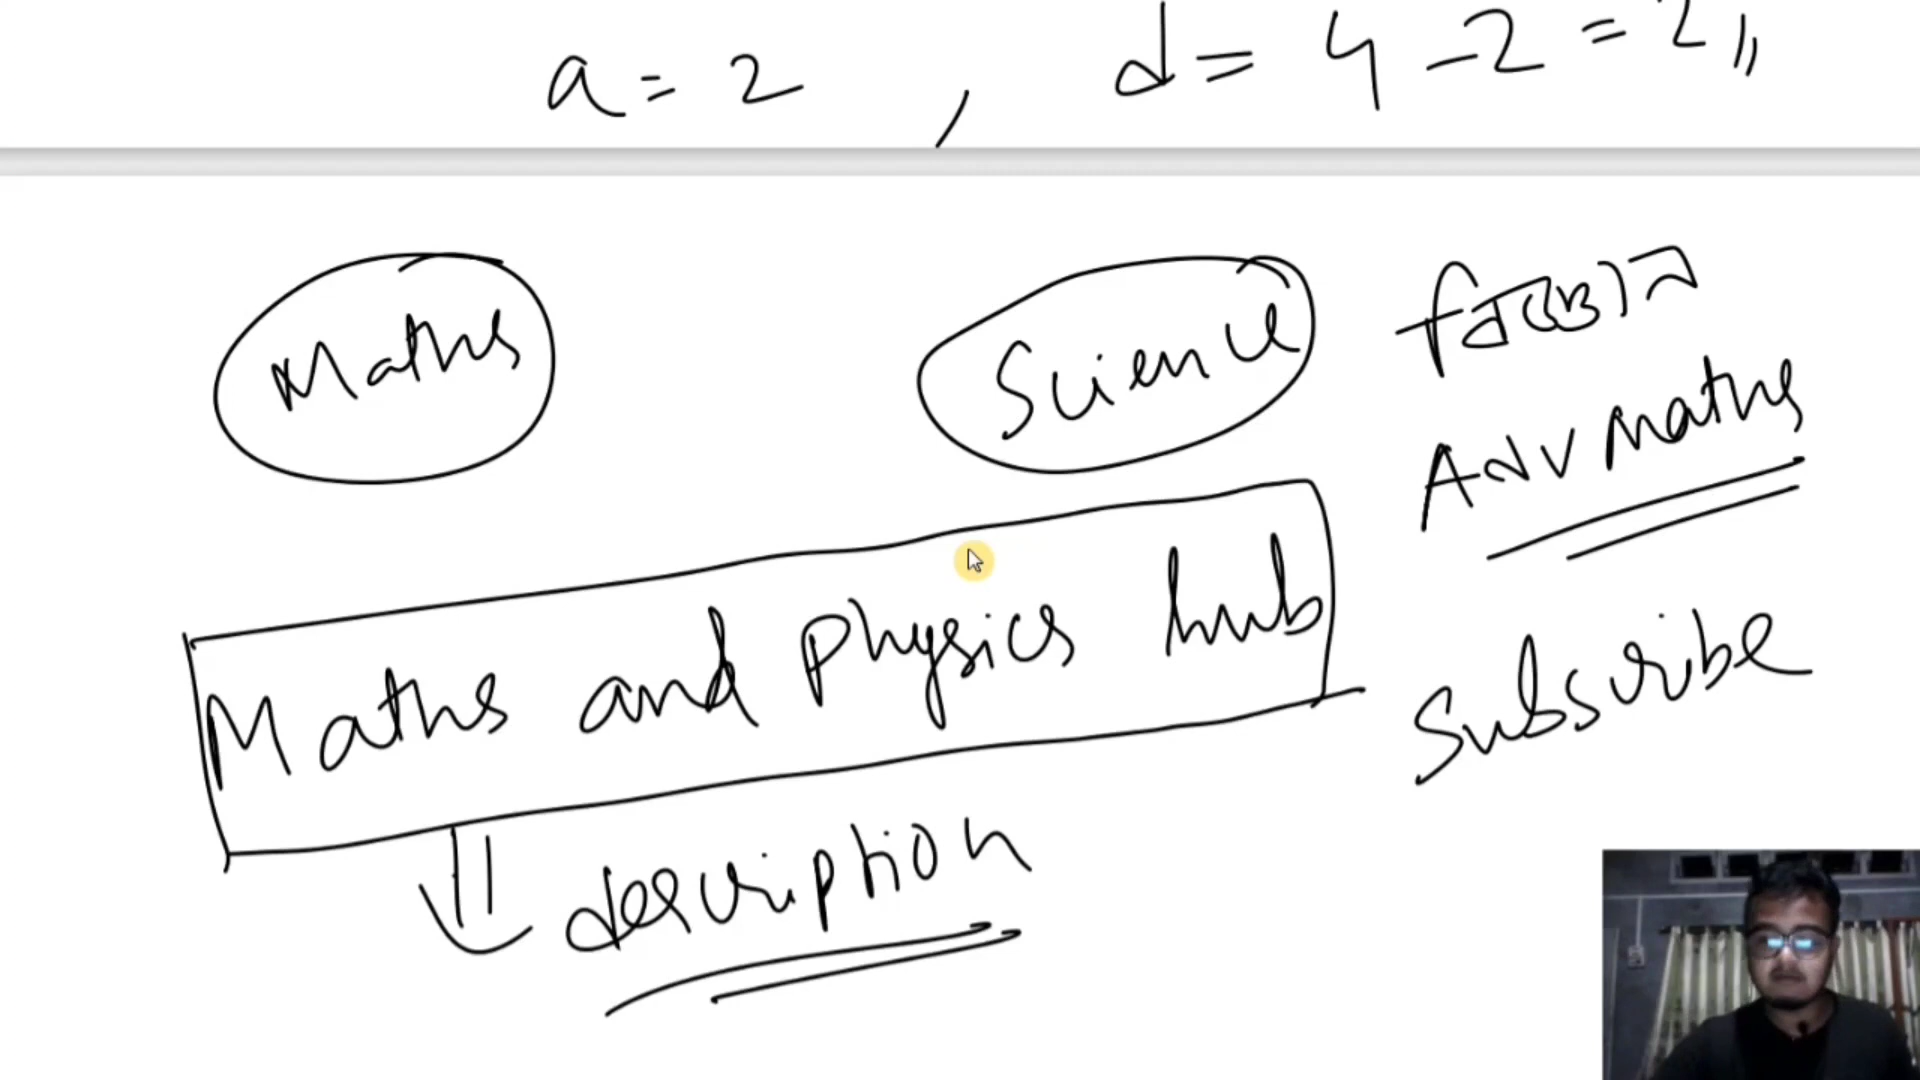 a = 2 , d = 4 - 2 = 2
Maths
Science
Adv Maths
Maths and Physics hub
Subscribe
description